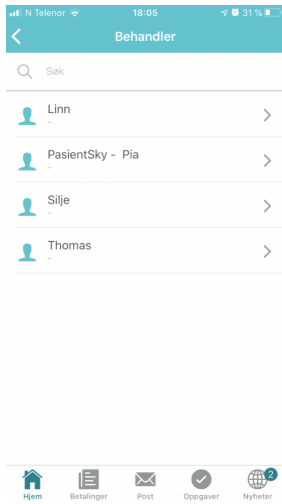 N Telenor 18:05 31 %
Behandler
Søk
Linn
-
PasientSky - Pia
-
Silje
-
Thomas
-
2
Hjem Betalinger Post Oppgaver Nyheter